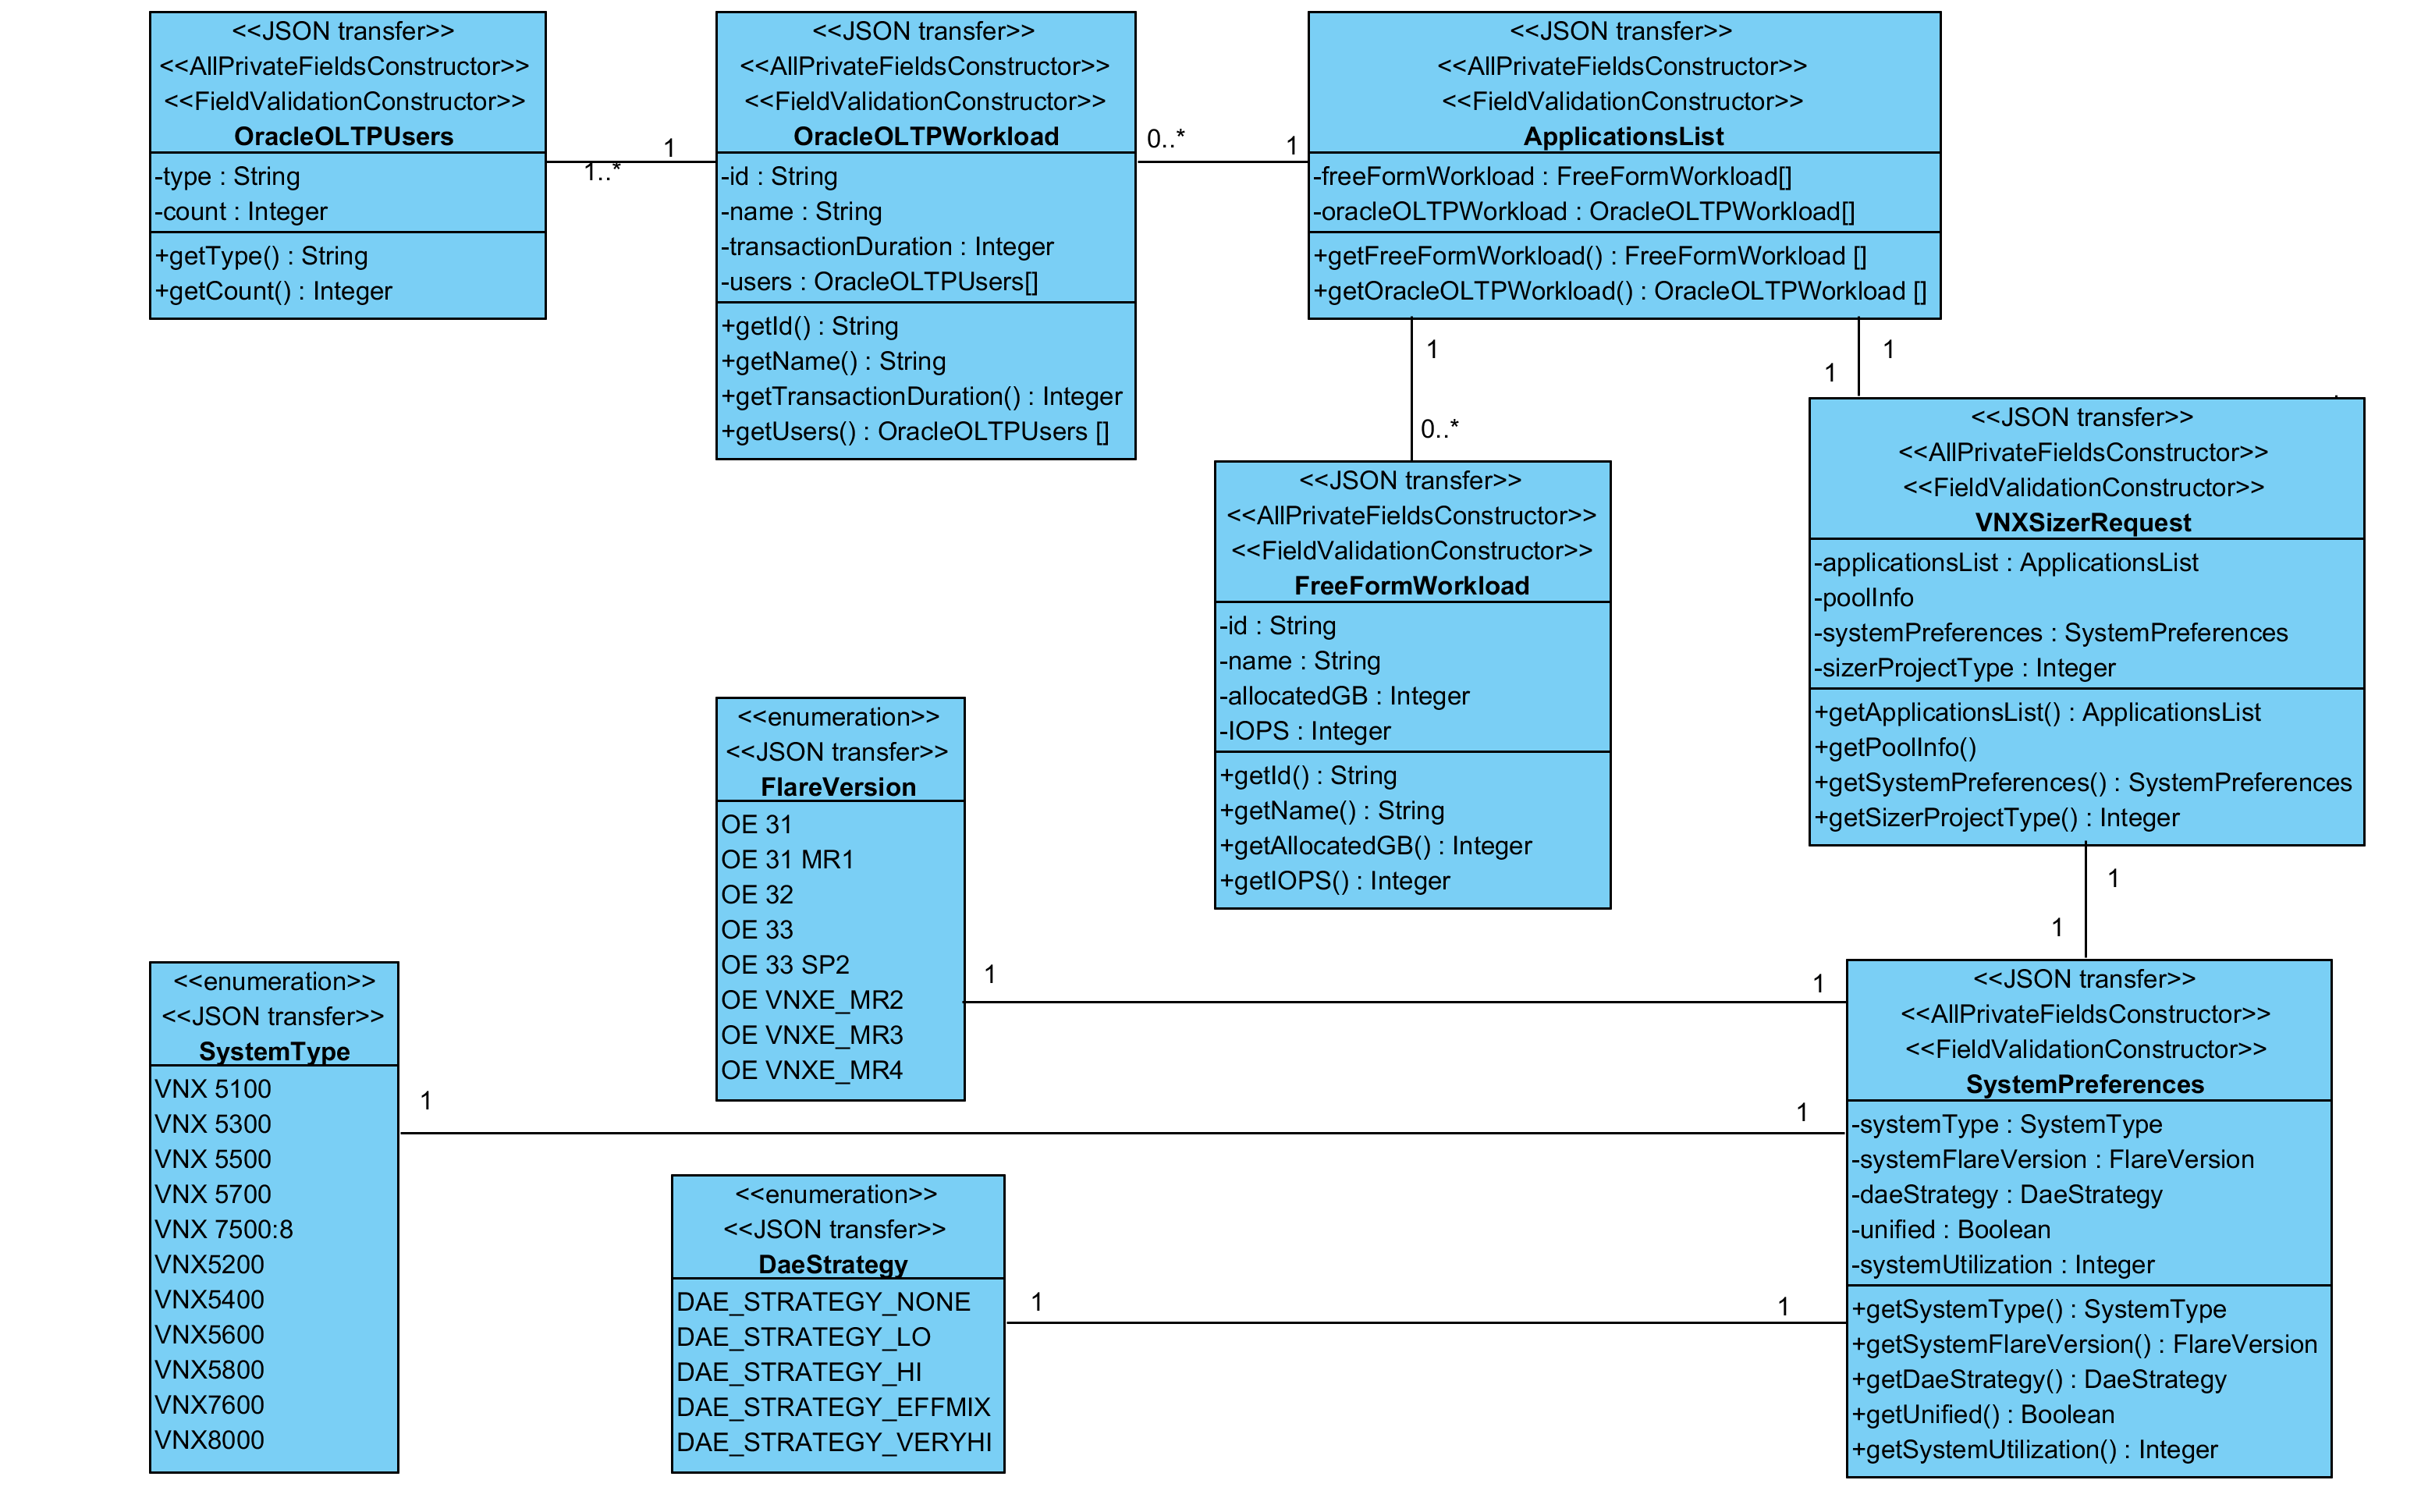 <<JSON transfer>>
<<AllPrivateFieldsConstructor>>
<<FieldValidationConstructor>>
OracleOLTPUsers
-type : String
-count : Integer
+getType() : String
+getCount() : Integer
1..*
1
<<JSON transfer>>
<<AllPrivateFieldsConstructor>>
<<FieldValidationConstructor>>
OracleOLTPWorkload
-id : String
-name : String
-transactionDuration : Integer
-users : OracleOLTPUsers[]
+getId() : String
+getName() : String
+getTransactionDuration() : Integer
+getUsers() : OracleOLTPUsers []
0..*
1
<<JSON transfer>>
<<AllPrivateFieldsConstructor>>
<<FieldValidationConstructor>>
ApplicationsList
-freeFormWorkload : FreeFormWorkload[]
-oracleOLTPWorkload : OracleOLTPWorkload[]
+getFreeFormWorkload() : FreeFormWorkload []
+getOracleOLTPWorkload() : OracleOLTPWorkload []
1
0..*
1
1
<<JSON transfer>>
<<AllPrivateFieldsConstructor>>
<<FieldValidationConstructor>>
FreeFormWorkload
-id : String
-name : String
-allocatedGB : Integer
-IOPS : Integer
+getId() : String
+getName() : String
+getAllocatedGB() : Integer
+getIOPS() : Integer
<<JSON transfer>>
<<AllPrivateFieldsConstructor>>
<<FieldValidationConstructor>>
VNXSizerRequest
-applicationsList : ApplicationsList
-poolInfo
-systemPreferences : SystemPreferences
-sizerProjectType : Integer
+getApplicationsList() : ApplicationsList
+getPoolInfo()
+getSystemPreferences() : SystemPreferences
+getSizerProjectType() : Integer
1
1
<<enumeration>>
<<JSON transfer>>
FlareVersion
OE 31
OE 31 MR1
OE 32
OE 33
OE 33 SP2
OE VNXE_MR2
OE VNXE_MR3
OE VNXE_MR4
1
1
<<enumeration>>
<<JSON transfer>>
SystemType
VNX 5100
VNX 5300
VNX 5500
VNX 5700
VNX 7500:8
VNX5200
VNX5400
VNX5600
VNX5800
VNX7600
VNX8000
1
1
<<enumeration>>
<<JSON transfer>>
DaeStrategy
DAE_STRATEGY_NONE
DAE_STRATEGY_LO
DAE_STRATEGY_HI
DAE_STRATEGY_EFFMIX
DAE_STRATEGY_VERYHI
1
1
<<JSON transfer>>
<<AllPrivateFieldsConstructor>>
<<FieldValidationConstructor>>
SystemPreferences
-systemType : SystemType
-systemFlareVersion : FlareVersion
-daeStrategy : DaeStrategy
-unified : Boolean
-systemUtilization : Integer
+getSystemType() : SystemType
+getSystemFlareVersion() : FlareVersion
+getDaeStrategy() : DaeStrategy
+getUnified() : Boolean
+getSystemUtilization() : Integer